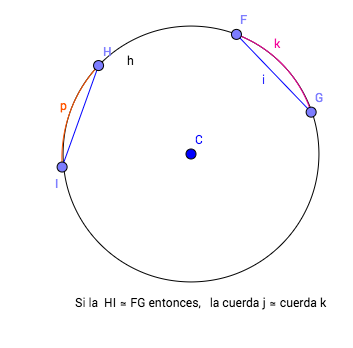 F
k
H
h
i
p
G
C
I
Si la HI ≃ FG entonces, la cuerda j ≃ cuerda k